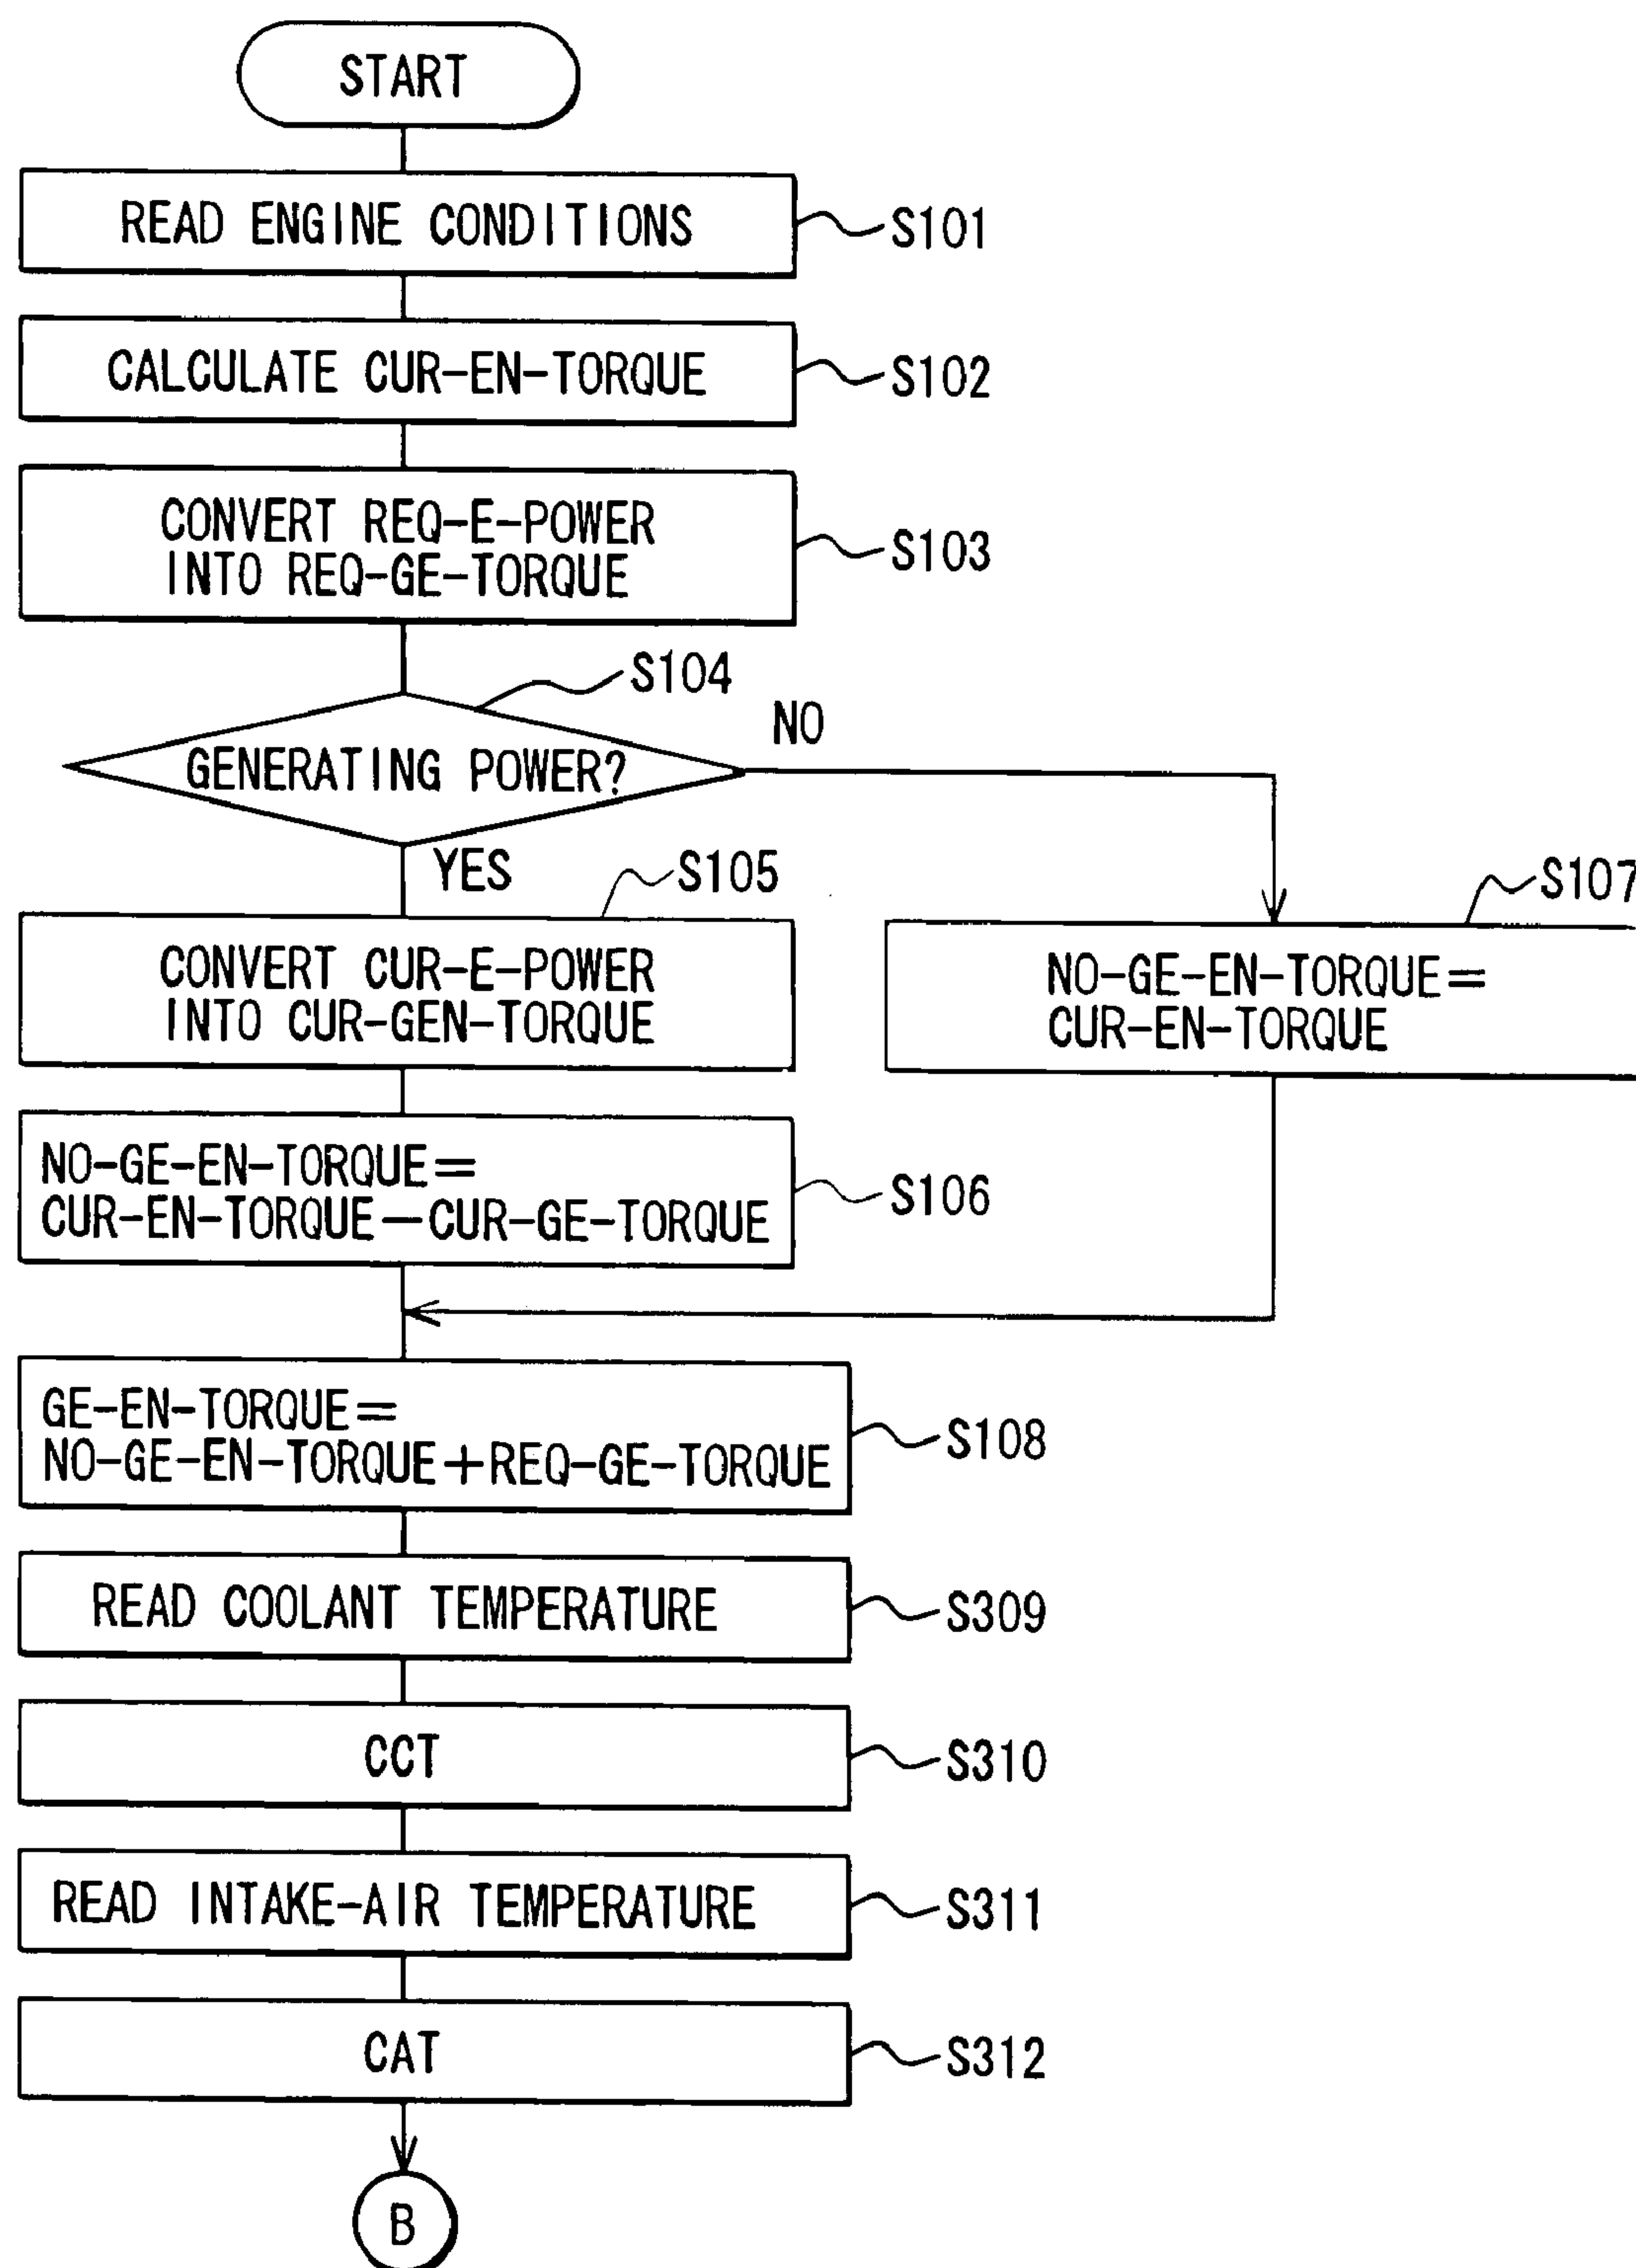 START
READ ENGINE CONDITIONS
S101
CALCULATE CUR-EN-TORQUE
S102
CONVERT REQ-E-POWER
INTO REQ-GE-TORQUE
S103
S104
GENERATING POWER?
NO
YES
S105
CONVERT CUR-E-POWER
INTO CUR-GEN-TORQUE
S107
NO-GE-EN-TORQUE=
CUR-EN-TORQUE
NO-GE-EN-TORQUE=
CUR-EN-TORQUE-CUR-GE-TORQUE
S106
GE-EN-TORQUE=
NO-GE-EN-TORQUE+REQ-GE-TORQUE
S108
READ COOLANT TEMPERATURE
S309
CCT
S310
READ INTAKE-AIR TEMPERATURE
S311
CAT
S312
B